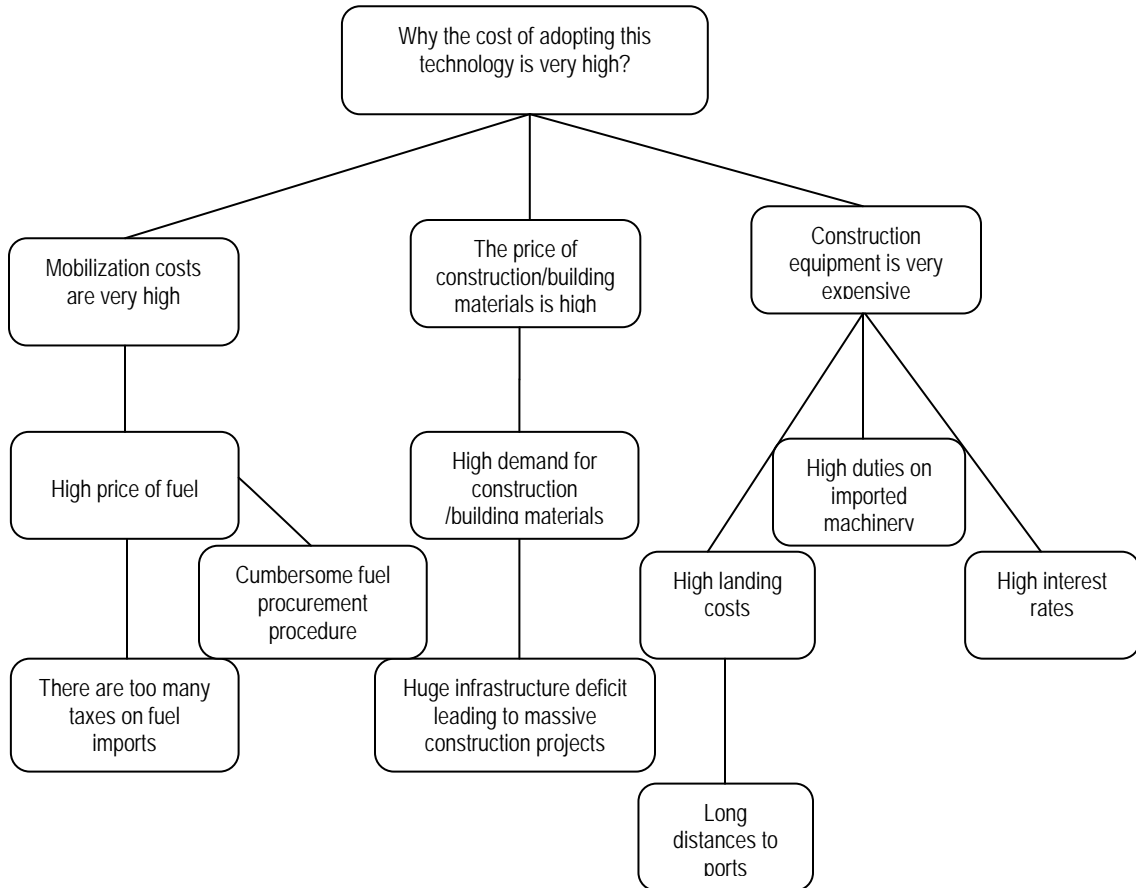 Why the cost of adopting this
technology is very high?
Mobilization costs
are very high
The price of
construction/building
materials is high
Construction
equipment is very
expensive
High price of fuel
High demand for
construction
/building materials
High duties on
imported
machinery
Cumbersome fuel
procurement
procedure
High landing
costs
High interest
rates
There are too many
taxes on fuel
imports
Huge infrastructure deficit
leading to massive
construction projects
Long
distances to
ports